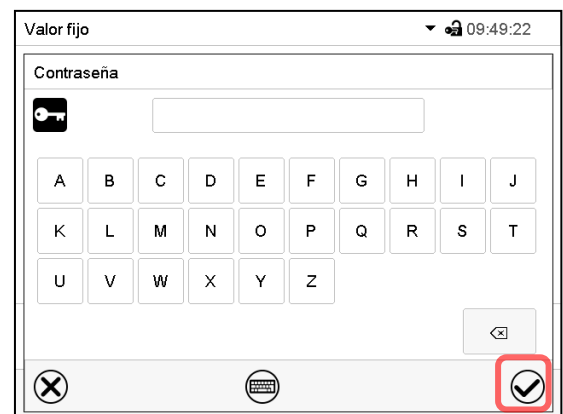 Valor fijo 09:49:22
Contraseña
A B C D E F G H I J
K L M N O P Q R S T
U V W X Y Z